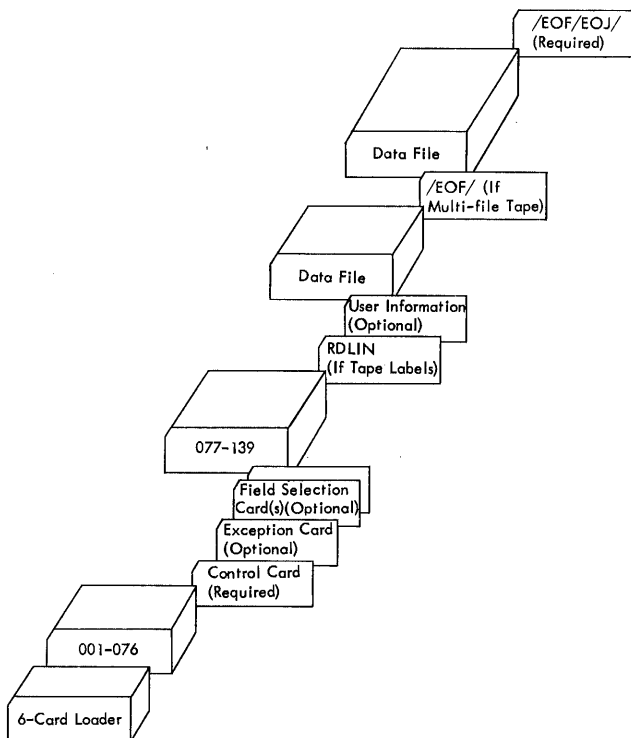 /EOF/EOJ/
(Required)
Data File
/EOF/ (If
Multi-file Tape)
Data File
User Information
(Optional)
RDLIN
(If Tape Labels)
077-139
Field Selection
Card(s)(Optional)
Exception Card
(Optional)
Control Card
(Required)
001-076
6-Card Loader